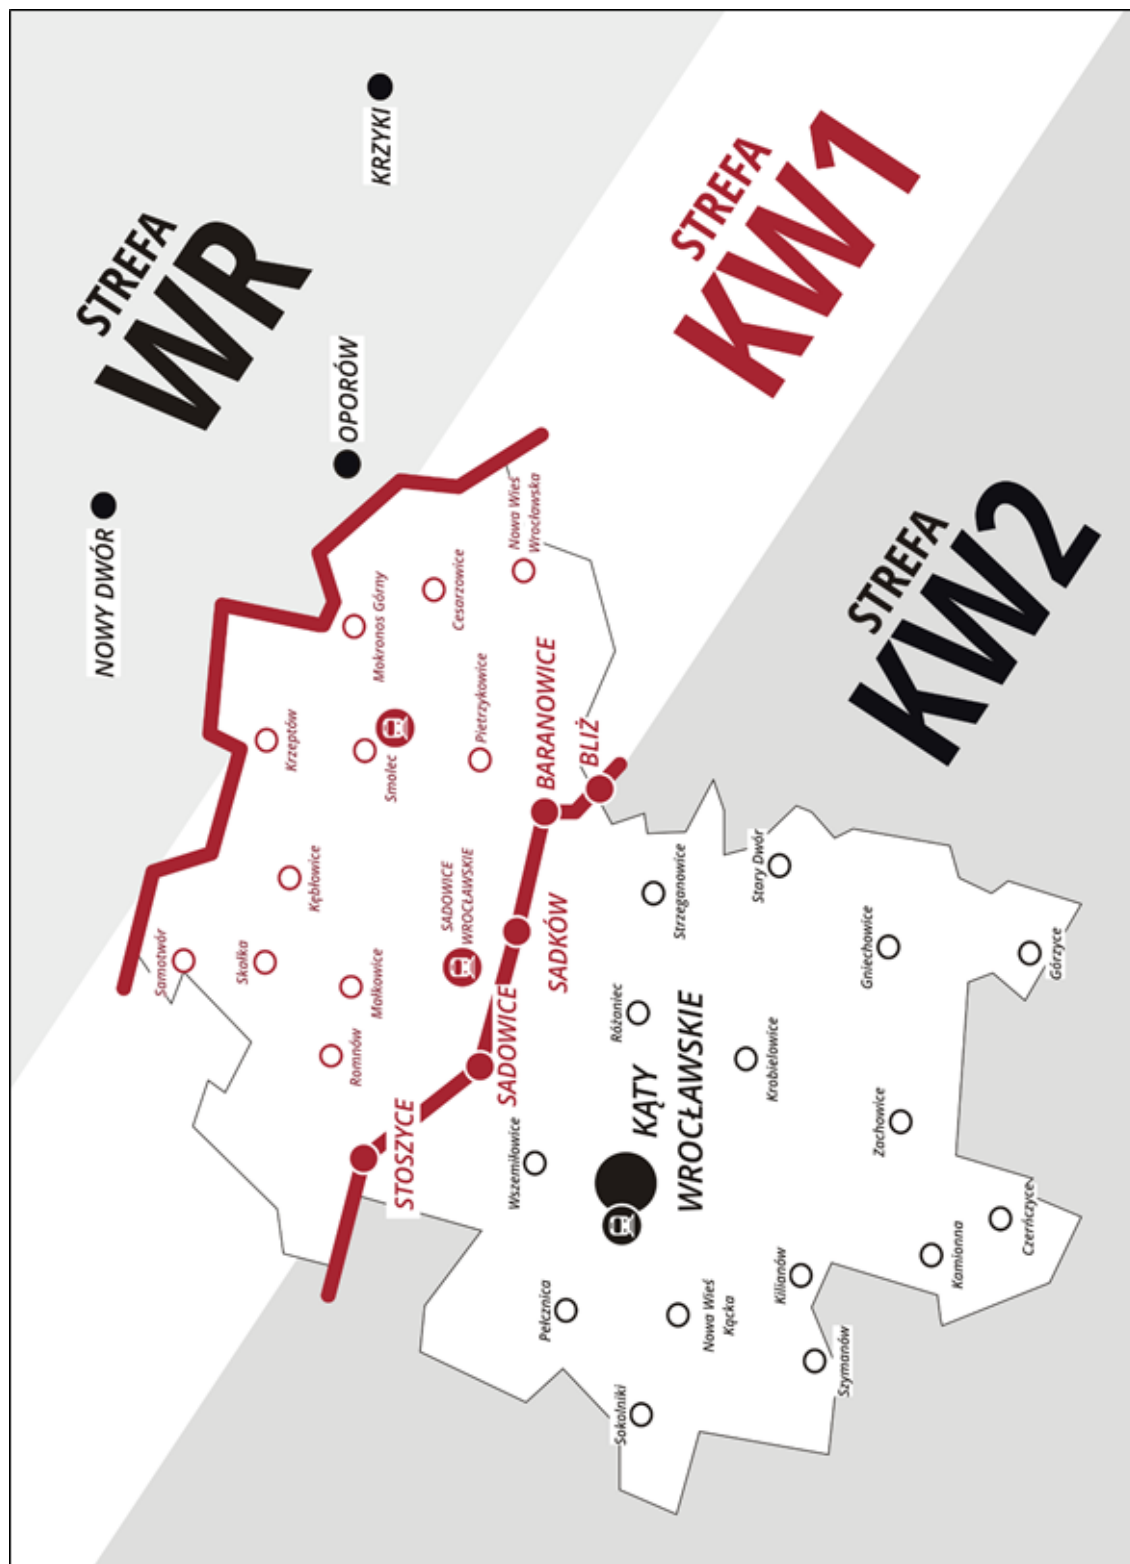 STREFA
WR
NOWY DWÓR
OPORÓW
KRZYKI
STREFA
KW1
Samotwór
Skałka
Kębłowice
Krzeptów
Romnów
Małkowice
Smolec
Mokronos Górny
Cesarzowice
Pietrzykowice
Nowa Wieś
Wrocławska
SADOWICE
WROCŁAWSKIE
STOSZYCE
SADOWICE
SADKÓW
BARANOWICE
BLIŻ
STREFA
KW2
Wszemiłowice
Pełcznica
Sokolniki
Nowa Wieś
Kącka
KĄTY
WROCŁAWSKIE
Różaniec
Strzeganowice
Stary Dwór
Krobielowice
Gniechowice
Górzyce
Zachowice
Kilianów
Szymanów
Kamionna
Czerńczyce